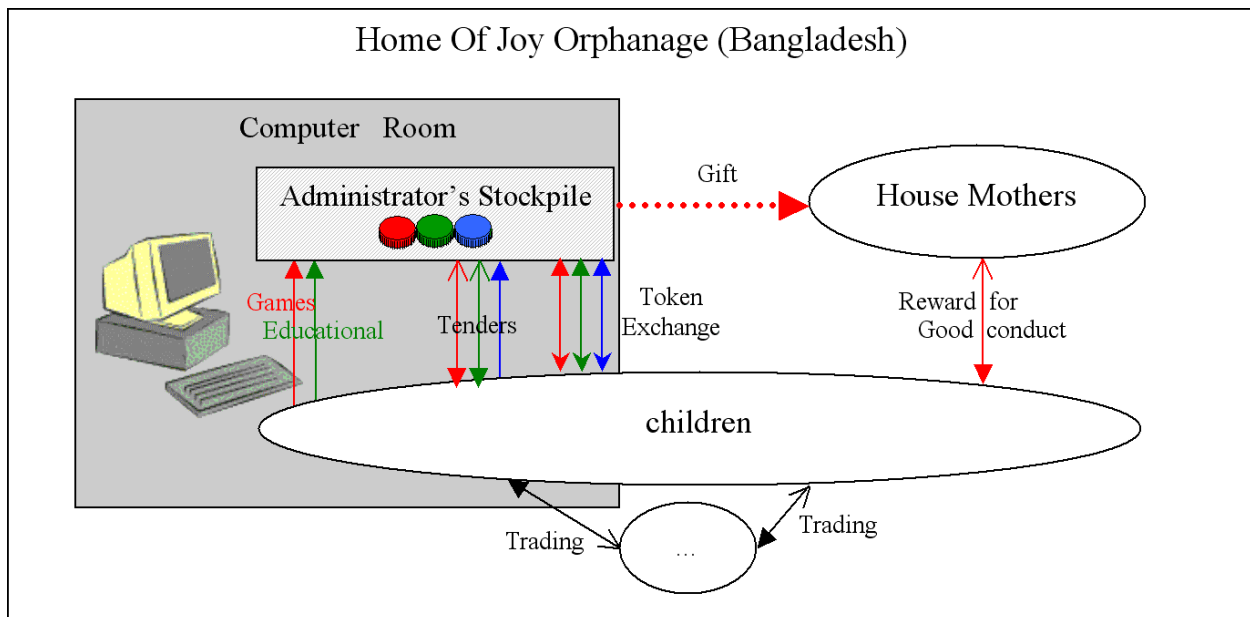 Home Of Joy Orphanage (Bangladesh)
Computer Room
Administrator's Stockpile
Gift
House Mothers
Games
Educational
Tenders
Token
Exchange
Reward for
Good conduct
children
Trading
...
Trading